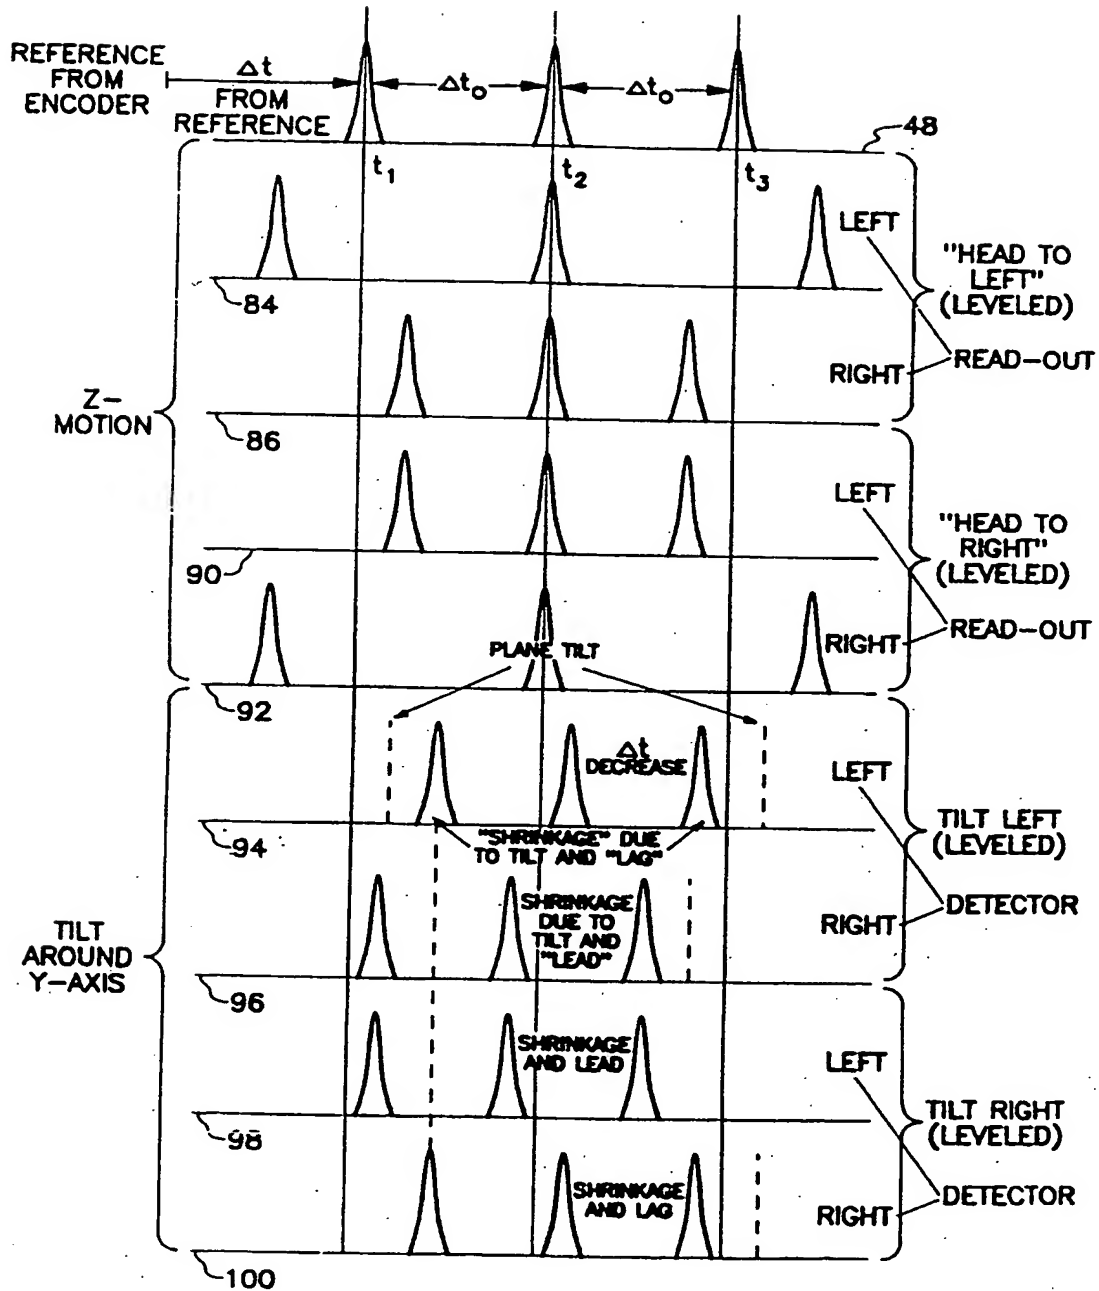 REFERENCE
FROM
ENCODER
Δt
FROM
REFERENCE
Δt₀
Δt₀
48
t₁
t₂
t₃
LEFT
84
"HEAD TO
LEFT"
(LEVELED)
READ-OUT
RIGHT
86
Z-
MOTION
LEFT
90
"HEAD TO
RIGHT"
(LEVELED)
READ-OUT
RIGHT
PLANE TILT
92
Δt
DECREASE
LEFT
94
"SHRINKAGE" DUE
TO TILT AND "LAG"
TILT LEFT
(LEVELED)
DETECTOR
SHRINKAGE
DUE TO
TILT AND
"LEAD"
RIGHT
TILT
AROUND
Y-AXIS
96
SHRINKAGE
AND LEAD
LEFT
98
TILT RIGHT
(LEVELED)
DETECTOR
SHRINKAGE
AND LAG
RIGHT
100